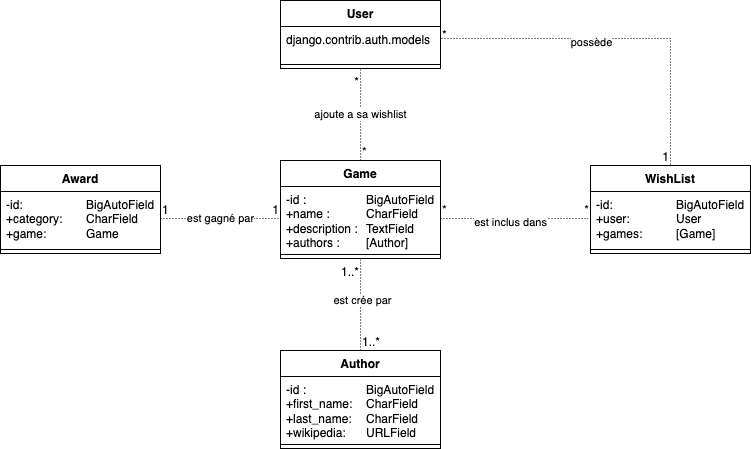 User
django.contrib.auth.models
*
possède
*
ajoute a sa wishlist
*
1
Award
-id: BigAutoField
+category: CharField
+game: Game
1
est gagné par
1
Game
-id : BigAutoField
+name : CharField
+description : TextField
+authors : [Author]
*
est inclus dans
*
WishList
-id: BigAutoField
+user: User
+games: [Game]
1..*
est crée par
1..*
Author
-id : BigAutoField
+first_name: CharField
+last_name: CharField
+wikipedia: URLField